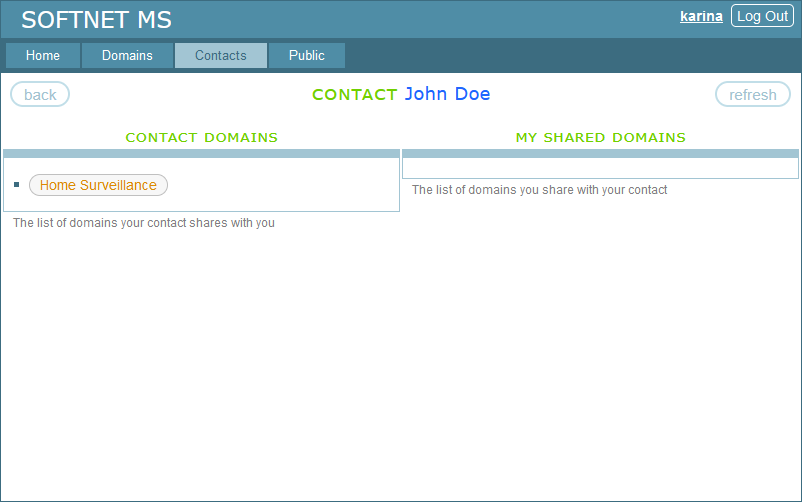 SOFTNET MS
karina
Log Out
Home
Domains
Contacts
Public
back
CONTACT John Doe
refresh
CONTACT DOMAINS
Home Surveillance
The list of domains your contact shares with you
MY SHARED DOMAINS
The list of domains you share with your contact